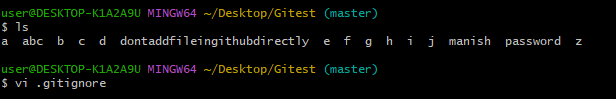 user@DESKTOP-K1A2A9U MINGW64 ~/Desktop/Gitest (master)
$ ls
a  abc  b  c  d  dontaddfileingithubdirectly  e  f  g  h  i  j  manish  password  z
user@DESKTOP-K1A2A9U MINGW64 ~/Desktop/Gitest (master)
$ vi .gitignore